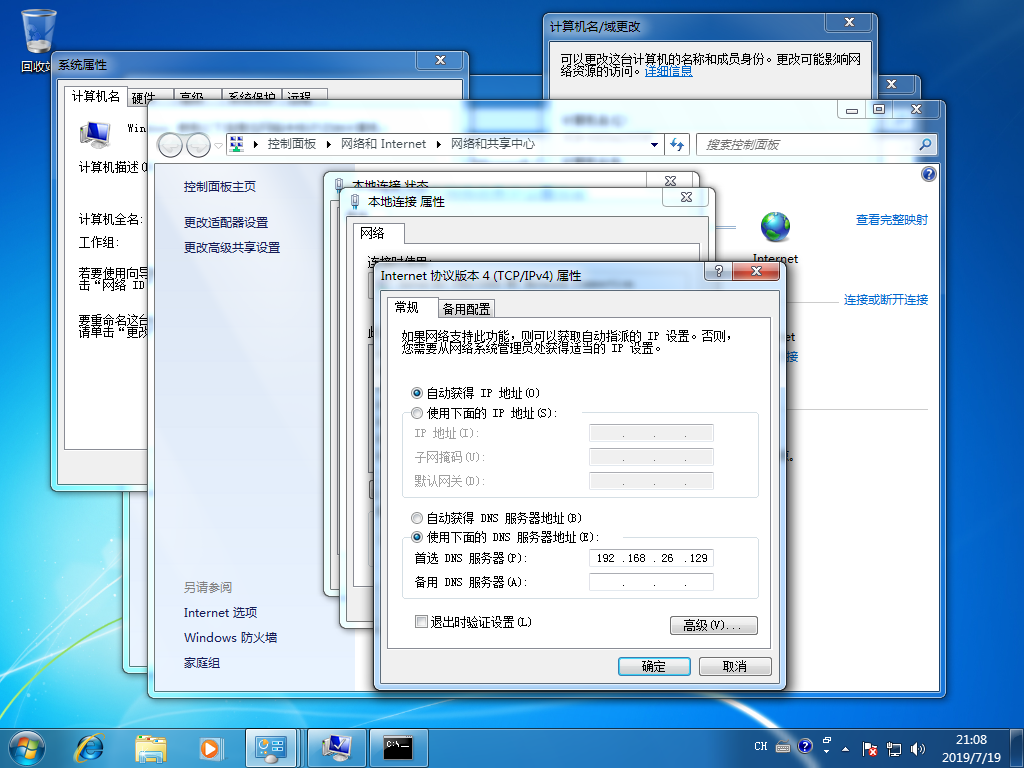 回收站
系统属性
计算机名
硬件
高级
系统保护
远程
Win
计算机描述(
计算机全名:
工作组:
若要使用向导
击“网络 ID
要重命名这台
请单击“更改
计算机名/域更改
可以更改这台计算机的名称和成员身份。更改可能影响网
络资源的访问。详细信息
控制面板
网络和 Internet
网络和共享中心
搜索控制面板
控制面板主页
更改适配器设置
更改高级共享设置
另请参阅
Internet 选项
Windows 防火墙
家庭组
查看完整映射
Internet
连接或断开连接
et
接
本地连接 状态
本地连接 属性
网络
连接时使用:
此
Internet 协议版本 4 (TCP/IPv4) 属性
常规
备用配置
如果网络支持此功能，则可以获取自动指派的 IP 设置。否则，
您需要从网络系统管理员处获得适当的 IP 设置。
自动获得 IP 地址(O)
使用下面的 IP 地址(S):
IP 地址(I):
. . .
子网掩码(U):
. . .
默认网关(D):
. . .
自动获得 DNS 服务器地址(B)
使用下面的 DNS 服务器地址(E):
首选 DNS 服务器(P):
192 .168 . 26 .129
备用 DNS 服务器(A):
. . .
退出时验证设置(L)
高级(V)...
确定
取消
C:\
CH
21:08
2019/7/19